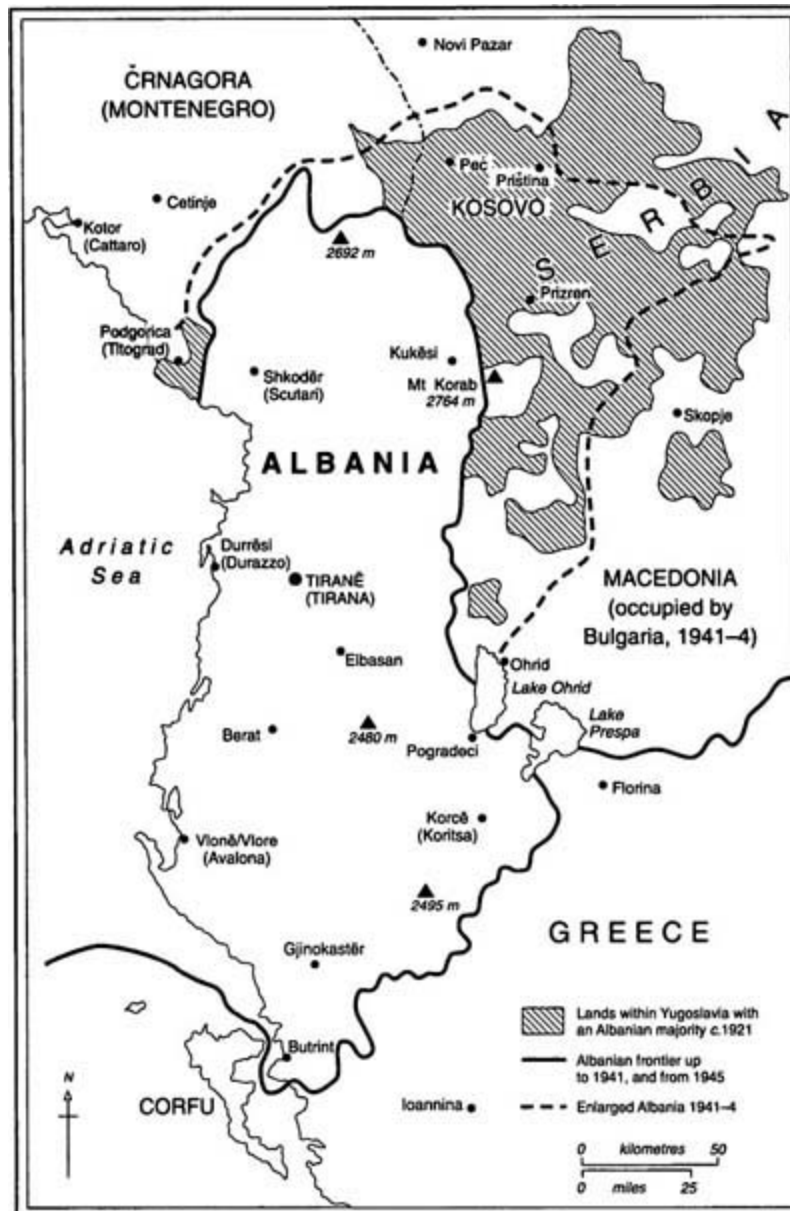 Novi Pazar
ČRNAGORA
(MONTENEGRO)
Peć
Priština
KOSOVO
SERBIA
Cetinje
Kotor
(Cattaro)
2692 m
Prizren
Podgorica
(Titograd)
Kukësi
Mt Korab
2764 m
Shkodër
(Scutari)
Skopje
ALBANIA
Adriatic
Sea
Durrësi
(Durazzo)
TIRANË
(TIRANA)
MACEDONIA
(occupied by
Bulgaria, 1941–4)
Elbasan
Ohrid
Lake Ohrid
Lake
Prespa
Berat
2480 m
Pogradeci
Florina
Korcë
(Koritsa)
Vlonë/Vlore
(Avalona)
2495 m
GREECE
Gjinokastër
Lands within Yugoslavia with
an Albanian majority c.1921
Butrint
Albanian frontier up
to 1941, and from 1945
N
CORFU
Ioannina
Enlarged Albania 1941–4
0 kilometres 50
0 miles 25